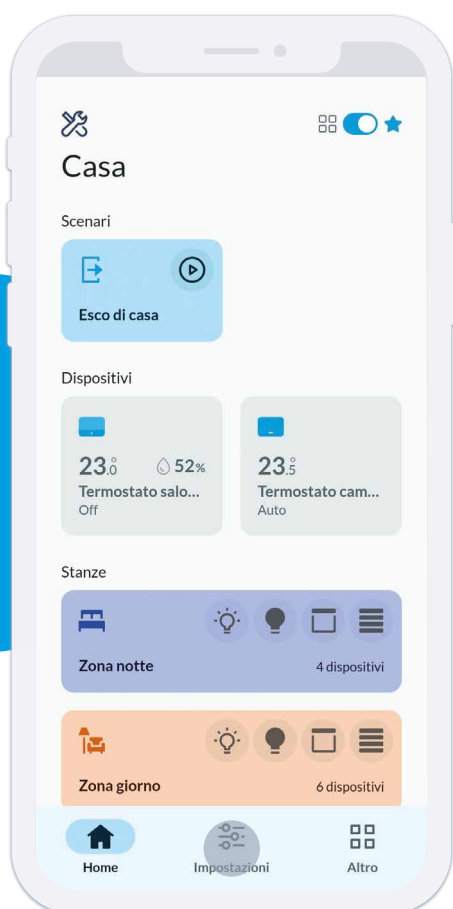 Casa
Scenari
Esco di casa
Dispositivi
23.0° 52%
Termostato salo...
Off
23.5°
Termostato cam...
Auto
Stanze
Zona notte 4 dispositivi
Zona giorno 6 dispositivi
Home Impostazioni Altro